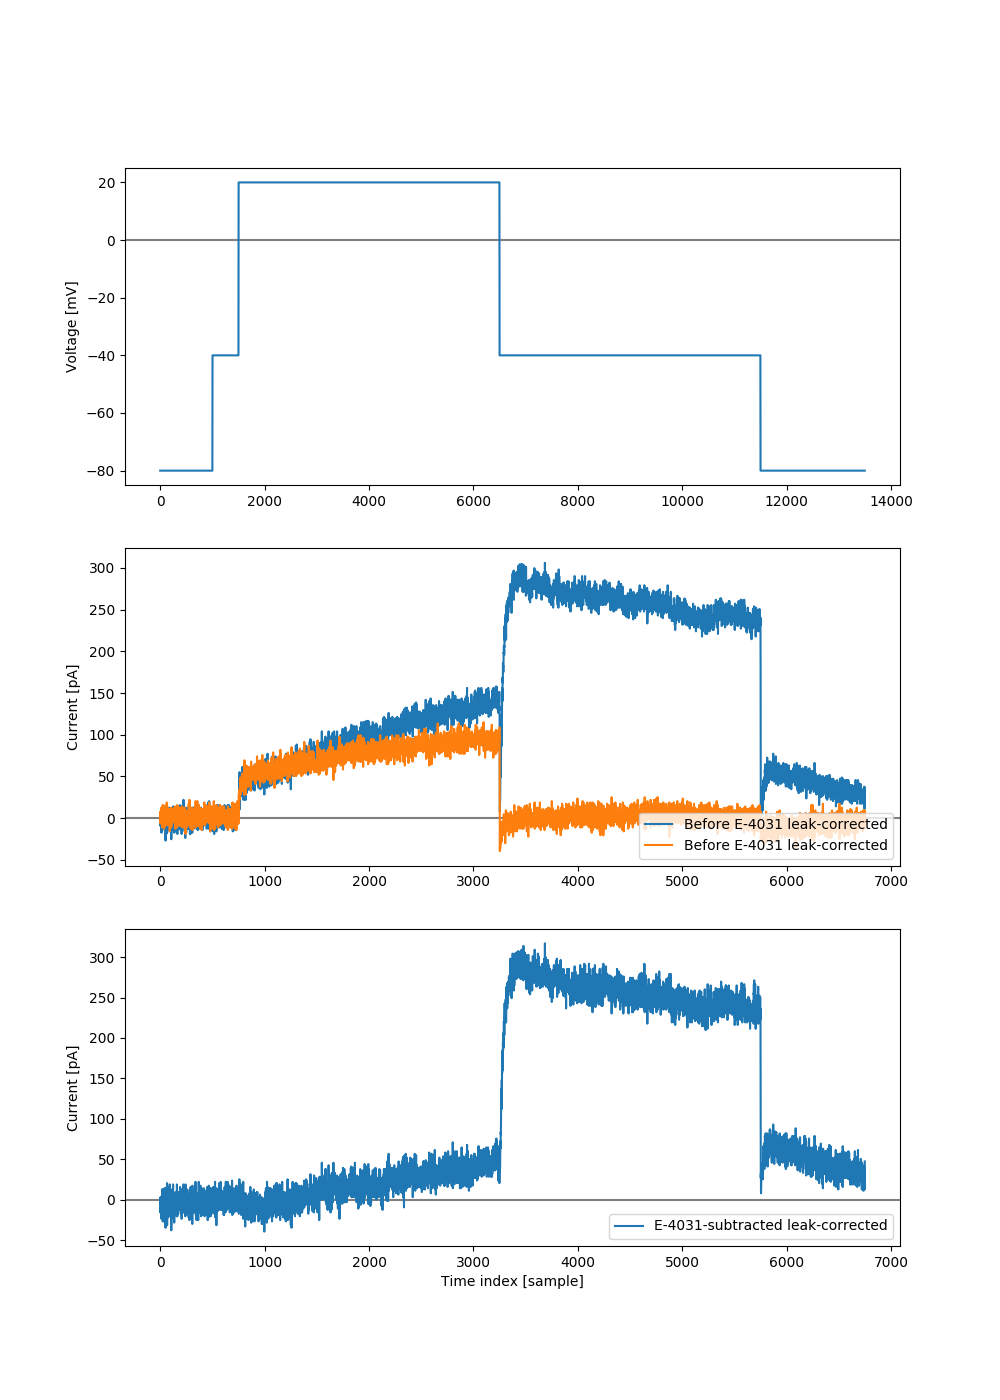 20
0
−20
−40
−60
−80
Voltage [mV]
0 2000 4000 6000 8000 10000 12000 14000
300
250
200
150
100
50
0
−50
Current [pA]
Before E-4031 leak-corrected
Before E-4031 leak-corrected
0 1000 2000 3000 4000 5000 6000 7000
300
250
200
150
100
50
0
−50
Current [pA]
E-4031-subtracted leak-corrected
0 1000 2000 3000 4000 5000 6000 7000
Time index [sample]